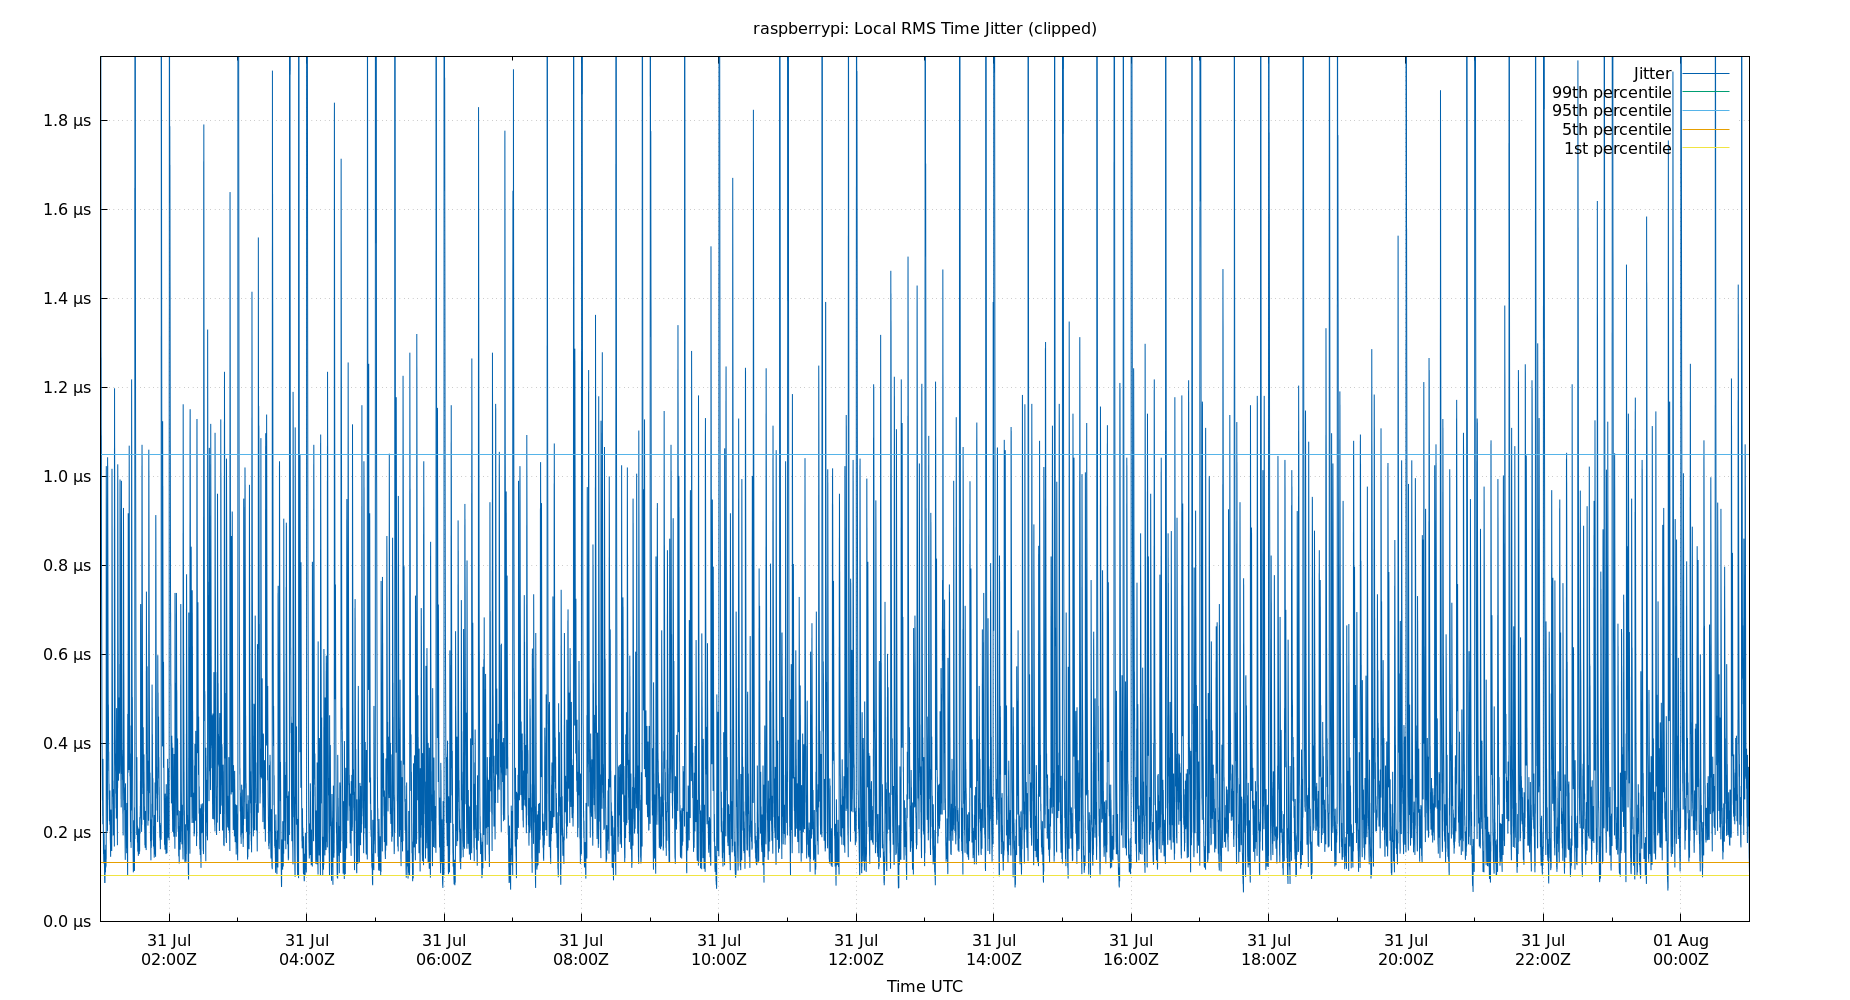 raspberrypi: Local RMS Time Jitter (clipped)
Jitter
99th percentile
95th percentile
5th percentile
1st percentile
1.8 μs
1.6 μs
1.4 μs
1.2 μs
1.0 μs
0.8 μs
0.6 μs
0.4 μs
0.2 μs
0.0 μs
31 Jul 31 Jul 31 Jul 31 Jul 31 Jul 31 Jul 31 Jul 31 Jul 31 Jul 31 Jul 31 Jul 01 Aug
02:00Z 04:00Z 06:00Z 08:00Z 10:00Z 12:00Z 14:00Z 16:00Z 18:00Z 20:00Z 22:00Z 00:00Z
Time UTC